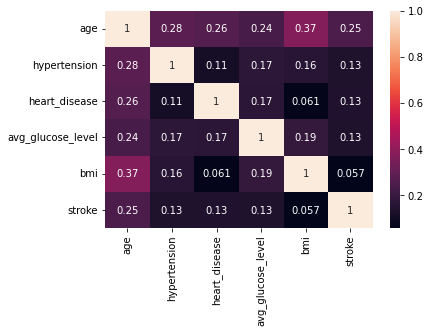 age 1 0.28 0.26 0.24 0.37 0.25
hypertension 0.28 1 0.11 0.17 0.16 0.13
heart_disease 0.26 0.11 1 0.17 0.061 0.13
avg_glucose_level 0.24 0.17 0.17 1 0.19 0.13
bmi 0.37 0.16 0.061 0.19 1 0.057
stroke 0.25 0.13 0.13 0.13 0.057 1
age
hypertension
heart_disease
avg_glucose_level
bmi
stroke
1.0
0.8
0.6
0.4
0.2